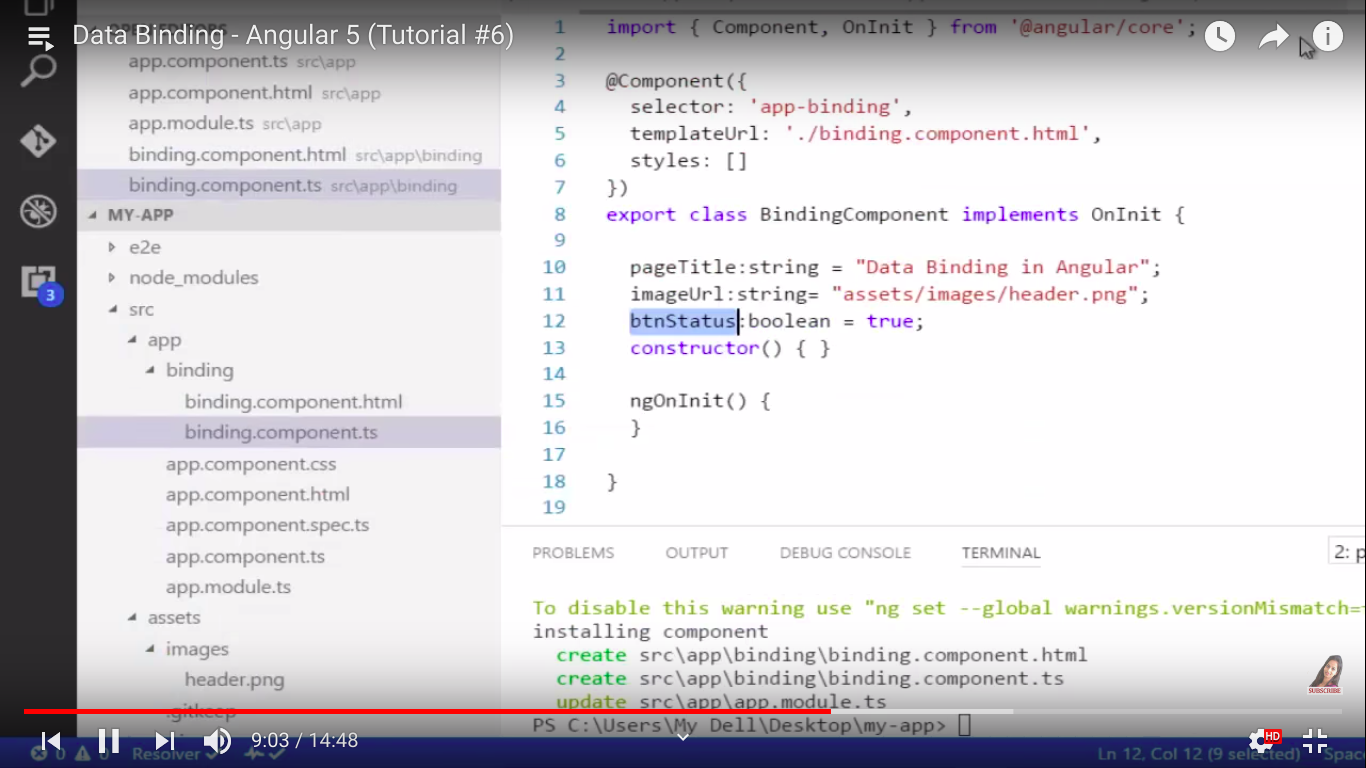 Data Binding - Angular 5 (Tutorial #6)
app.component.ts src\app
app.component.html src\app
app.module.ts src\app
binding.component.html src\app\binding
binding.component.ts src\app\binding
MY-APP
e2e
node_modules
src
app
binding
binding.component.html
binding.component.ts
app.component.css
app.component.html
app.component.spec.ts
app.component.ts
app.module.ts
assets
images
header.png
.gitkeep
3
1 import { Component, OnInit } from '@angular/core';
2
3 @Component({
4 selector: 'app-binding',
5 templateUrl: './binding.component.html',
6 styles: []
7 })
8 export class BindingComponent implements OnInit {
9
10 pageTitle:string = "Data Binding in Angular";
11 imageUrl:string= "assets/images/header.png";
12 btnStatus:boolean = true;
13 constructor() { }
14
15 ngOnInit() {
16 }
17
18 }
19
PROBLEMS OUTPUT DEBUG CONSOLE TERMINAL 2: p
To disable this warning use "ng set --global warnings.versionMismatch=
installing component
create src\app\binding\binding.component.html
create src\app\binding\binding.component.ts
update src\app\app.module.ts
PS C:\Users\My Dell\Desktop\my-app>
SUBSCRIBE
9:03 / 14:48
HD
0 0 Resolver
Ln 12, Col 12 (9 selected) Space